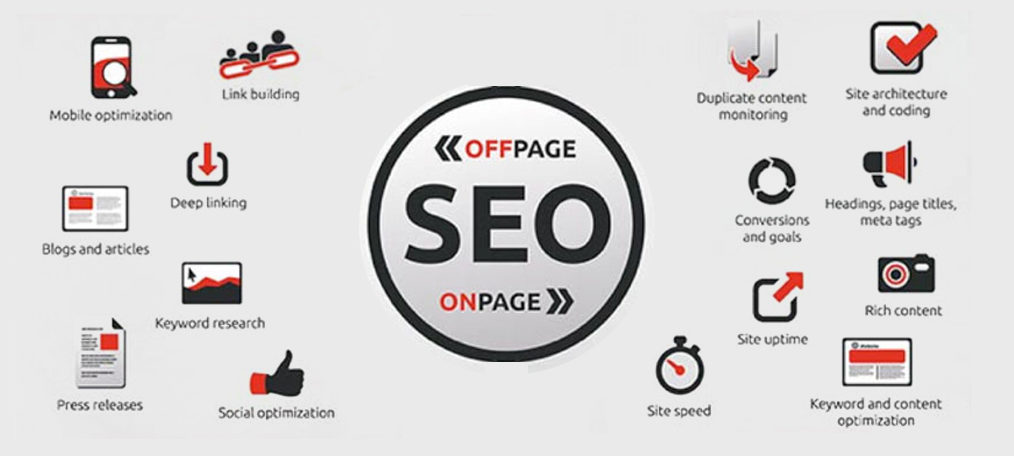 Mobile optimization
Link building
Deep linking
Blogs and articles
Keyword research
Press releases
Social optimization
OFFPAGE
SEO
ONPAGE
Duplicate content
monitoring
Site architecture
and coding
Conversions
and goals
Headings, page titles,
meta tags
Site uptime
Rich content
Site speed
Keyword and content
optimization